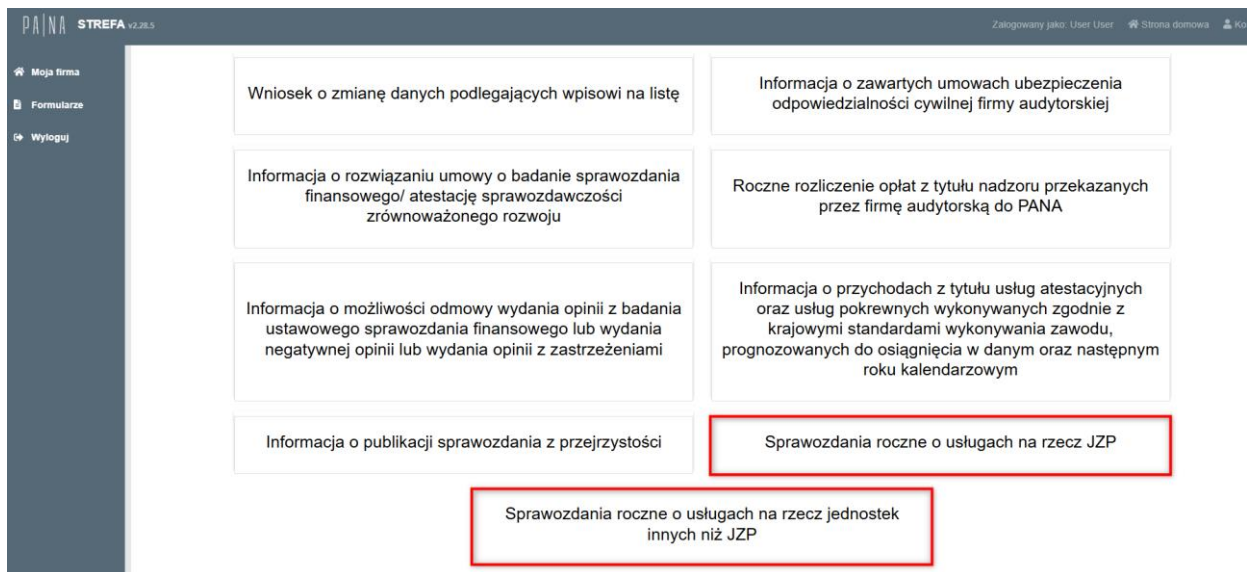 PA|NA STREFA v2.28.5
Zalogowany jako: User User Strona domowa
Moja firma
Formularze
Wyloguj
Wniosek o zmianę danych podlegających wpisowi na listę
Informacja o zawartych umowach ubezpieczenia
odpowiedzialności cywilnej firmy audytorskiej
Informacja o rozwiązaniu umowy o badanie sprawozdania
finansowego/ atestację sprawozdawczości
zrównoważonego rozwoju
Roczne rozliczenie opłat z tytułu nadzoru przekazanych
przez firmę audytorską do PANA
Informacja o możliwości odmowy wydania opinii z badania
ustawowego sprawozdania finansowego lub wydania
negatywnej opinii lub wydania opinii z zastrzeżeniami
Informacja o przychodach z tytułu usług atestacyjnych
oraz usług pokrewnych wykonywanych zgodnie z
krajowymi standardami wykonywania zawodu,
prognozowanych do osiągnięcia w danym oraz następnym
roku kalendarzowym
Informacja o publikacji sprawozdania z przejrzystości
Sprawozdania roczne o usługach na rzecz JZP
Sprawozdania roczne o usługach na rzecz jednostek
innych niż JZP